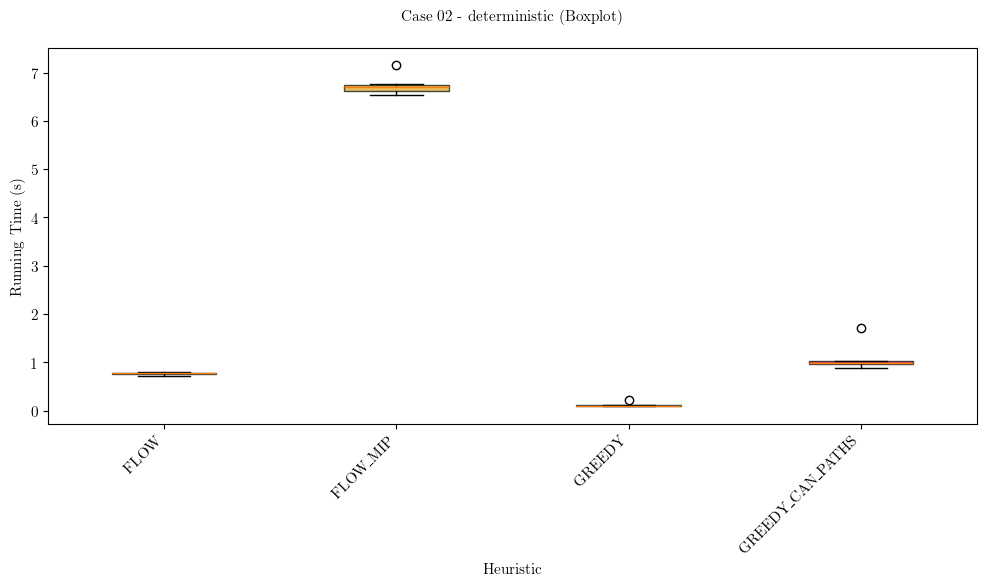 Case 02 - deterministic (Boxplot)
Running Time (s)
7
6
5
4
3
2
1
0
FLOW
FLOW_MIP
GREEDY
GREEDY_CAN_PATHS
Heuristic